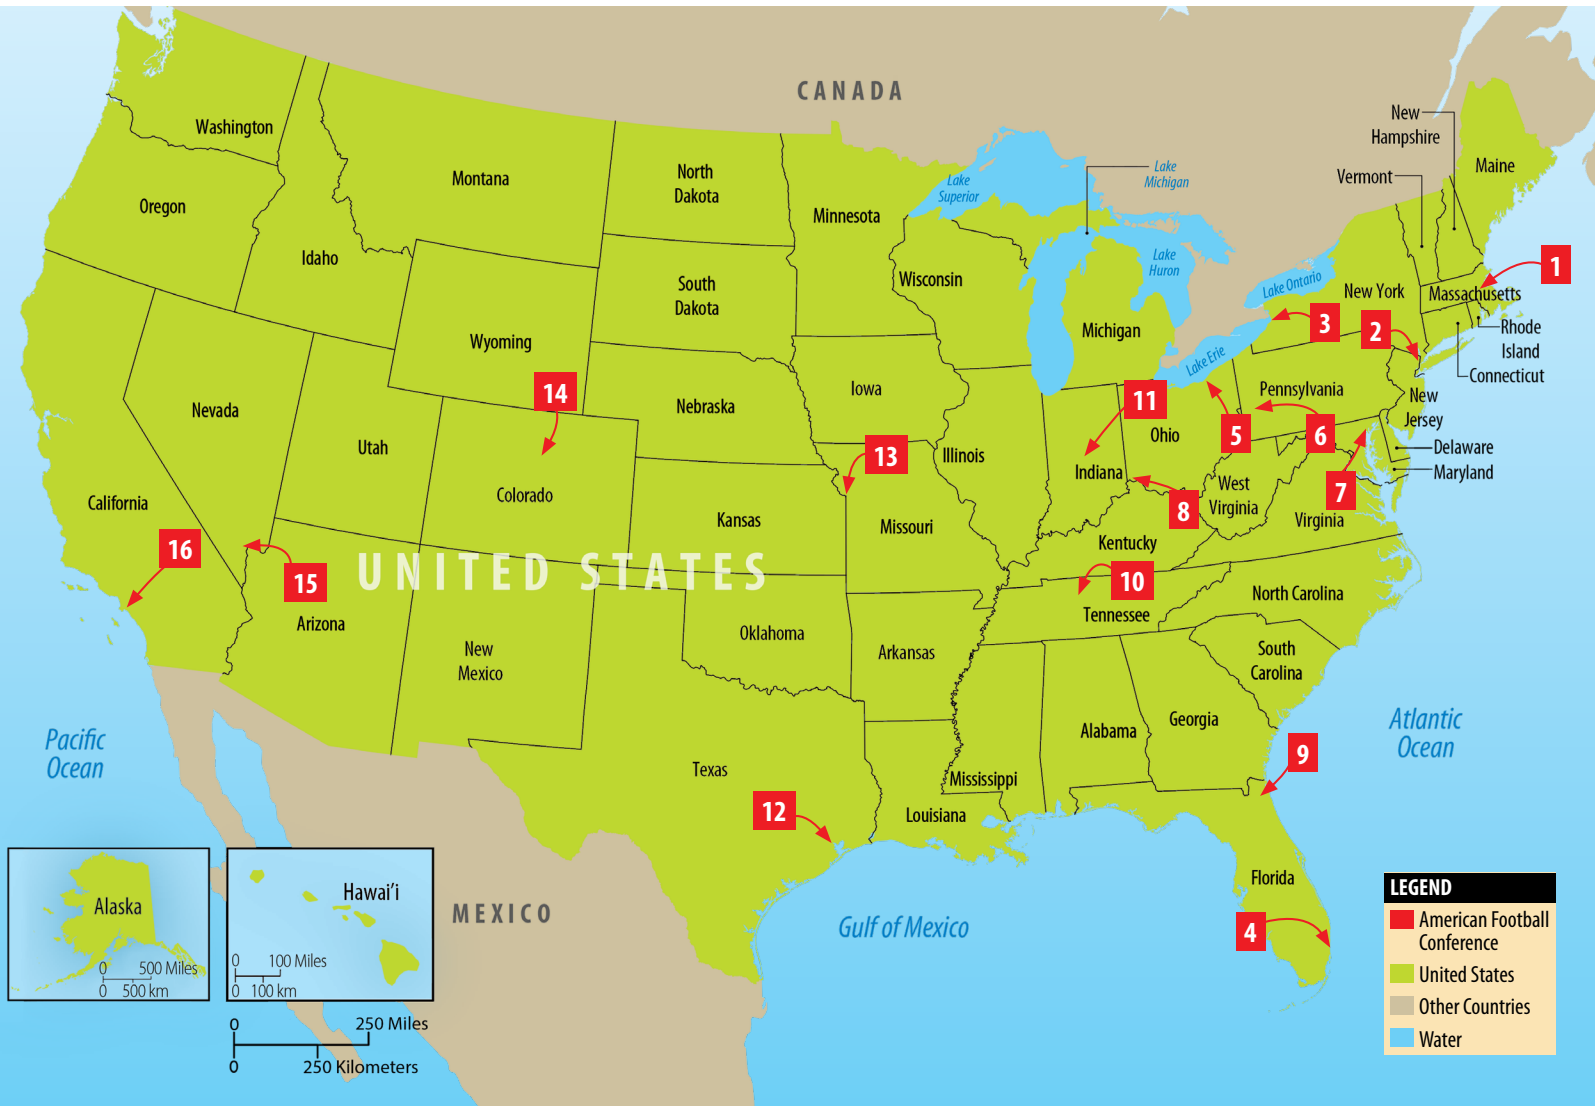 CANADA
New
Hampshire
Washington
Lake
Michigan
Maine
Montana
North
Dakota
Vermont
Lake
Superior
Oregon
Minnesota
Idaho
Lake
Huron
1
South
Dakota
Wisconsin
Lake Ontario
New York
Massachusetts
Wyoming
Michigan
3
2
Rhode
Island
Lake Erie
Connecticut
14
Iowa
11
Pennsylvania
Nebraska
New
Jersey
Nevada
Ohio
5
6
Utah
13
Illinois
Delaware
Indiana
Maryland
California
Colorado
West
Virginia
7
8
Kansas
Missouri
Virginia
16
Kentucky
UNITED STATES
15
10
North Carolina
Arizona
Tennessee
Oklahoma
Arkansas
New
Mexico
South
Carolina
Pacific
Ocean
Alabama
Georgia
Atlantic
Ocean
9
Texas
Mississippi
12
Louisiana
Florida
Hawai'i
Alaska
MEXICO
Gulf of Mexico
4
0 500 Miles
0 500 km
0 100 Miles
0 100 km
0 250 Miles
0 250 Kilometers
LEGEND
American Football
Conference
United States
Other Countries
Water